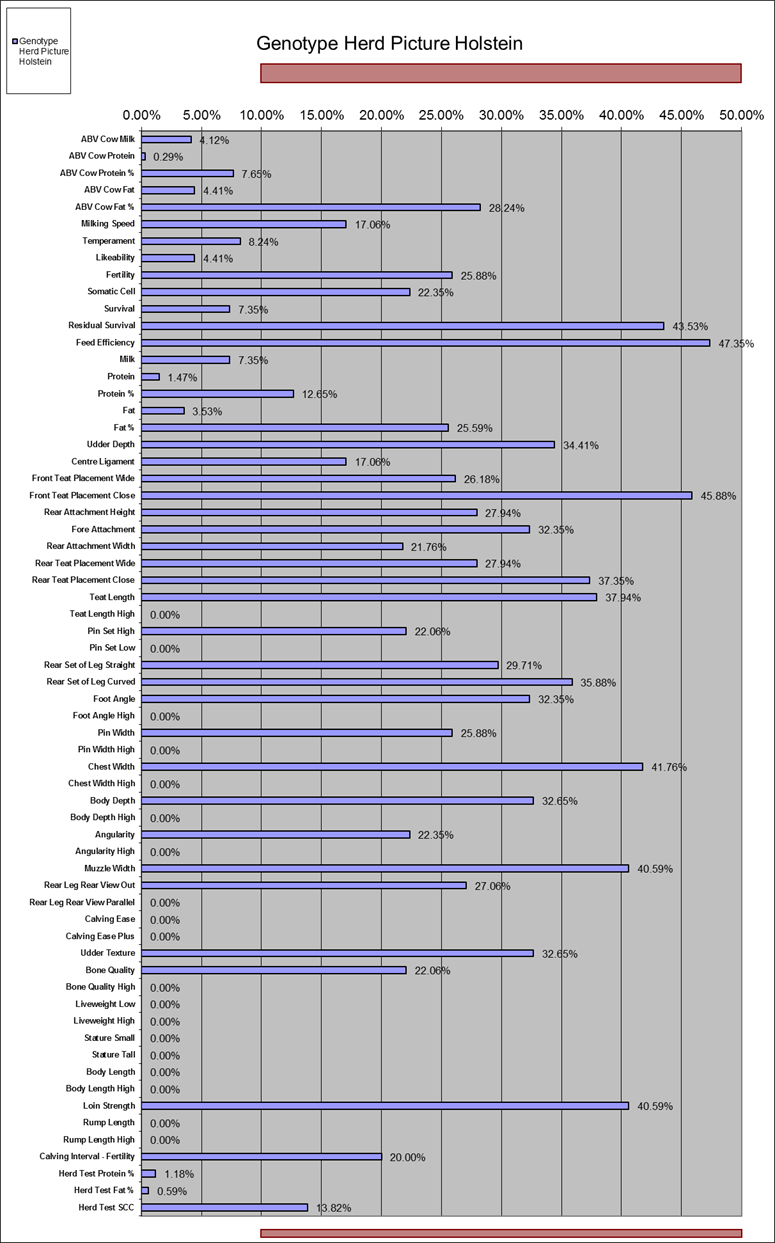 Genotype
Herd Picture
Holstein
Genotype Herd Picture Holstein
0.00% 5.00% 10.00% 15.00% 20.00% 25.00% 30.00% 35.00% 40.00% 45.00% 50.00%
ABV Cow Milk 4.12%
ABV Cow Protein 0.29%
ABV Cow Protein % 7.65%
ABV Cow Fat 4.41%
ABV Cow Fat % 28.24%
Milking Speed 17.06%
Temperament 8.24%
Likeability 4.41%
Fertility 25.88%
Somatic Cell 22.35%
Survival 7.35%
Residual Survival 43.53%
Feed Efficiency 47.35%
Milk 7.35%
Protein 1.47%
Protein % 12.65%
Fat 3.53%
Fat % 25.59%
Udder Depth 34.41%
Centre Ligament 17.06%
Front Teat Placement Wide 26.18%
Front Teat Placement Close 45.88%
Rear Attachment Height 27.94%
Fore Attachment 32.35%
Rear Attachment Width 21.76%
Rear Teat Placement Wide 27.94%
Rear Teat Placement Close 37.35%
Teat Length 37.94%
Teat Length High 0.00%
Pin Set High 22.06%
Pin Set Low 0.00%
Rear Set of Leg Straight 29.71%
Rear Set of Leg Curved 35.88%
Foot Angle 32.35%
Foot Angle High 0.00%
Pin Width 25.88%
Pin Width High 0.00%
Chest Width 41.76%
Chest Width High 0.00%
Body Depth 32.65%
Body Depth High 0.00%
Angularity 22.35%
Angularity High 0.00%
Muzzle Width 40.59%
Rear Leg Rear View Out 27.06%
Rear Leg Rear View Parallel 0.00%
Calving Ease 0.00%
Calving Ease Plus 0.00%
Udder Texture 32.65%
Bone Quality 22.06%
Bone Quality High 0.00%
Liveweight Low 0.00%
Liveweight High 0.00%
Stature Small 0.00%
Stature Tall 0.00%
Body Length 0.00%
Body Length High 0.00%
Loin Strength 40.59%
Rump Length 0.00%
Rump Length High 0.00%
Calving Interval - Fertility 20.00%
Herd Test Protein % 1.18%
Herd Test Fat % 0.59%
Herd Test SCC 13.82%